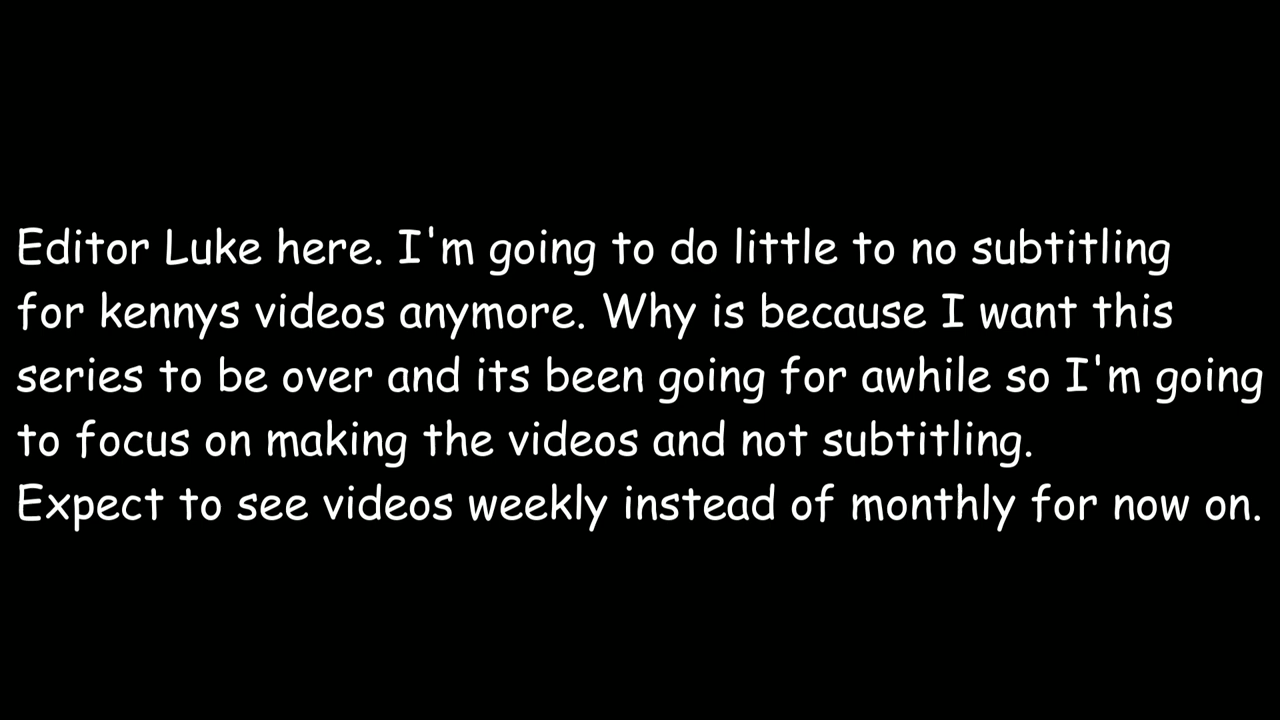 Editor Luke here. I'm going to do little to no subtitling
for kennys videos anymore. Why is because I want this
series to be over and its been going for awhile so I'm going
to focus on making the videos and not subtitling.
Expect to see videos weekly instead of monthly for now on.